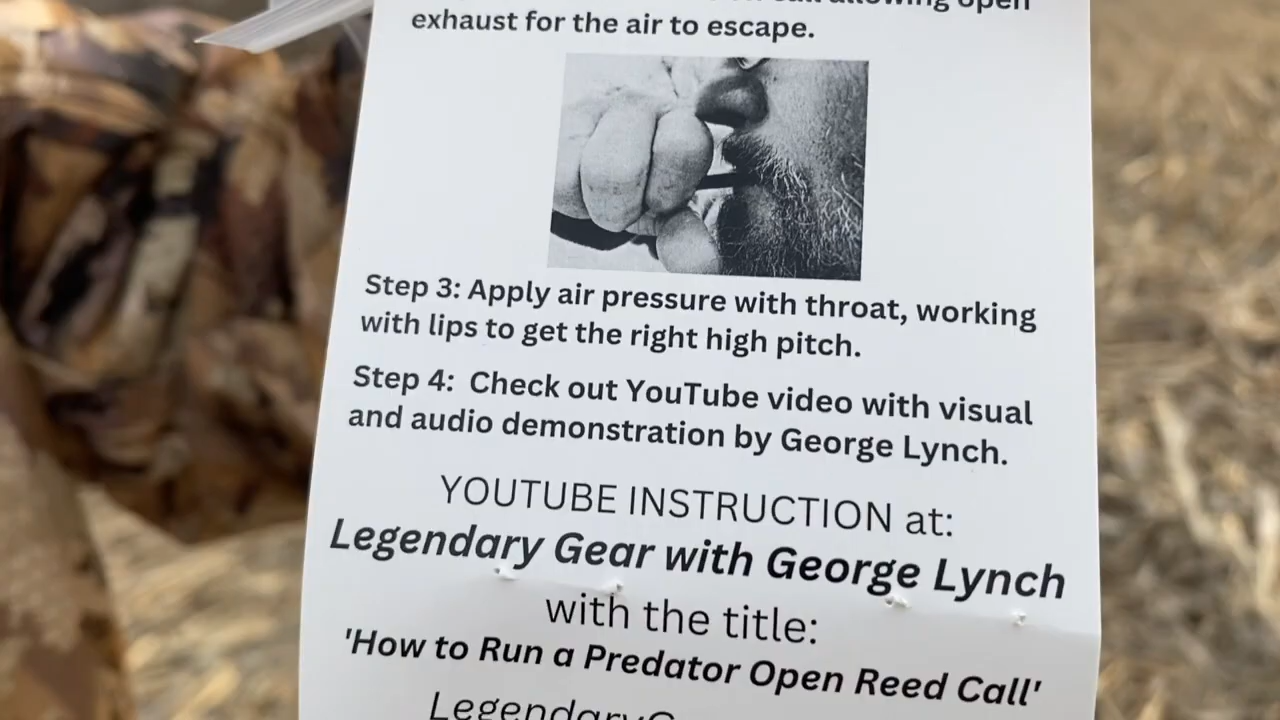 allowing open
exhaust for the air to escape.
Step 3: Apply air pressure with throat, working
with lips to get the right high pitch.
Step 4: Check out YouTube video with visual
and audio demonstration by George Lynch.
YOUTUBE INSTRUCTION at:
Legendary Gear with George Lynch
with the title:
'How to Run a Predator Open Reed Call'